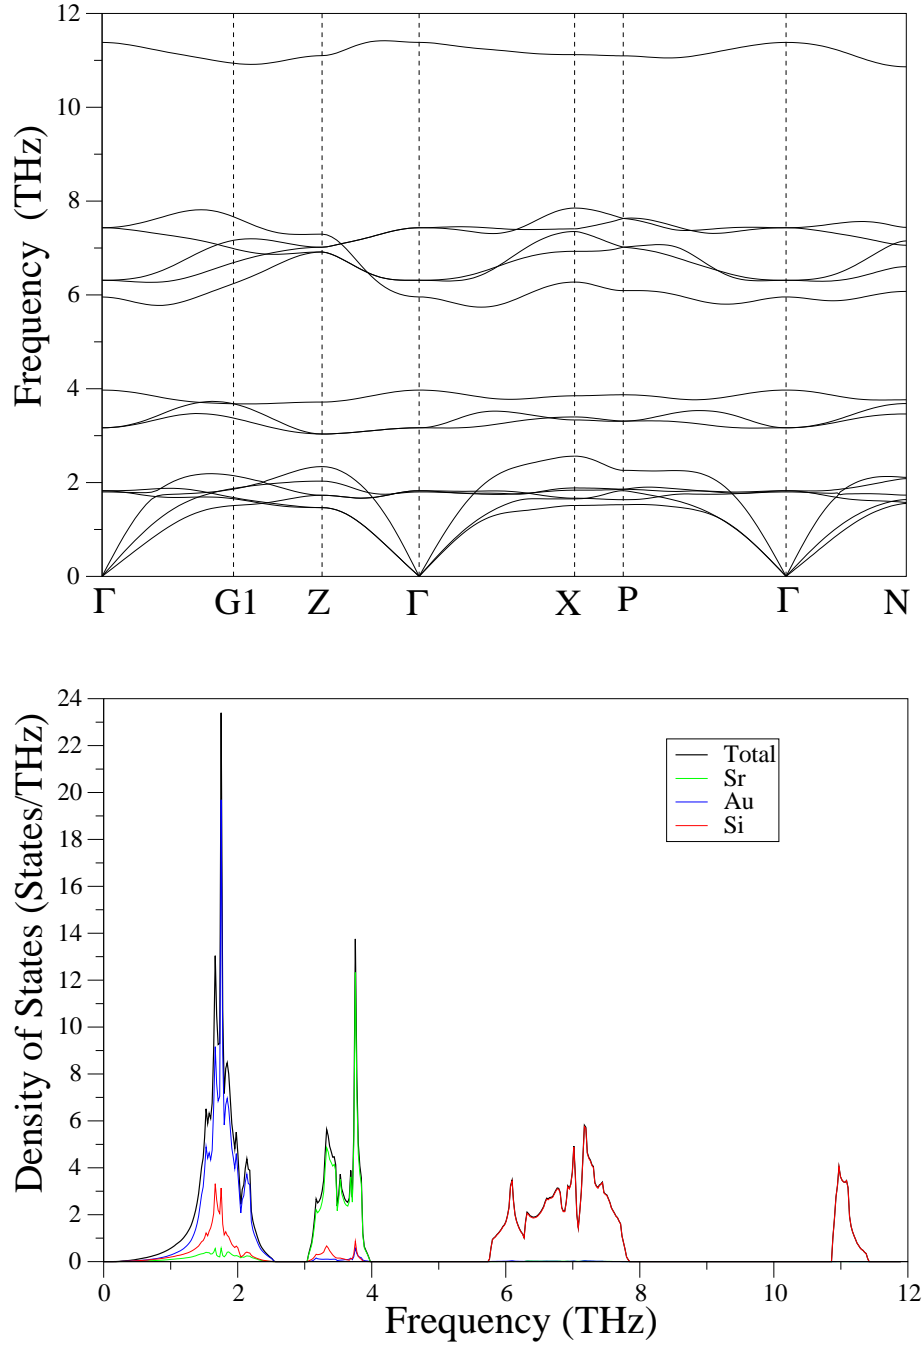 12
10
8
6
4
2
0
Frequency (THz)
Γ G1 Z Γ X P Γ N
24
22
20
18
16
14
12
10
8
6
4
2
0
Density of States (States/THz)
Total
Sr
Au
Si
0 2 4 6 8 10 12
Frequency (THz)